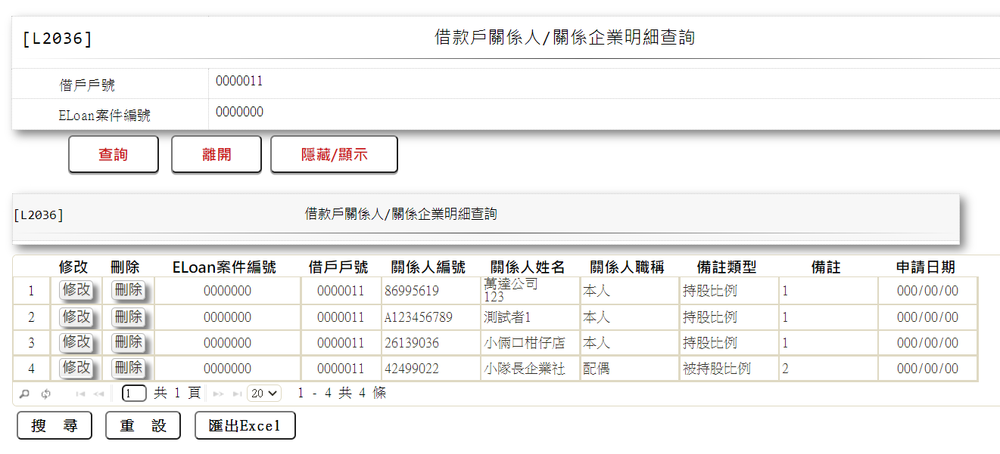 [L2036] 借款戶關係人/關係企業明細查詢
借戶戶號 0000011
ELoan案件編號 0000000
查詢 離開 隱藏/顯示
[L2036] 借款戶關係人/關係企業明細查詢
修改 刪除 ELoan案件編號 借戶戶號 關係人編號 關係人姓名 關係人職稱 備註類型 備註 申請日期
1 修改 刪除 0000000 0000011 86995619 萬達公司 本人 持股比例 1 000/00/00
123
2 修改 刪除 0000000 0000011 A123456789 測試者1 本人 持股比例 1 000/00/00
3 修改 刪除 0000000 0000011 26139036 小倆口柑仔店 本人 持股比例 1 000/00/00
4 修改 刪除 0000000 0000011 42499022 小隊長企業社 配偶 被持股比例 2 000/00/00
1 共 1 頁 20 1 - 4 共 4 條
搜 尋 重 設 匯出Excel